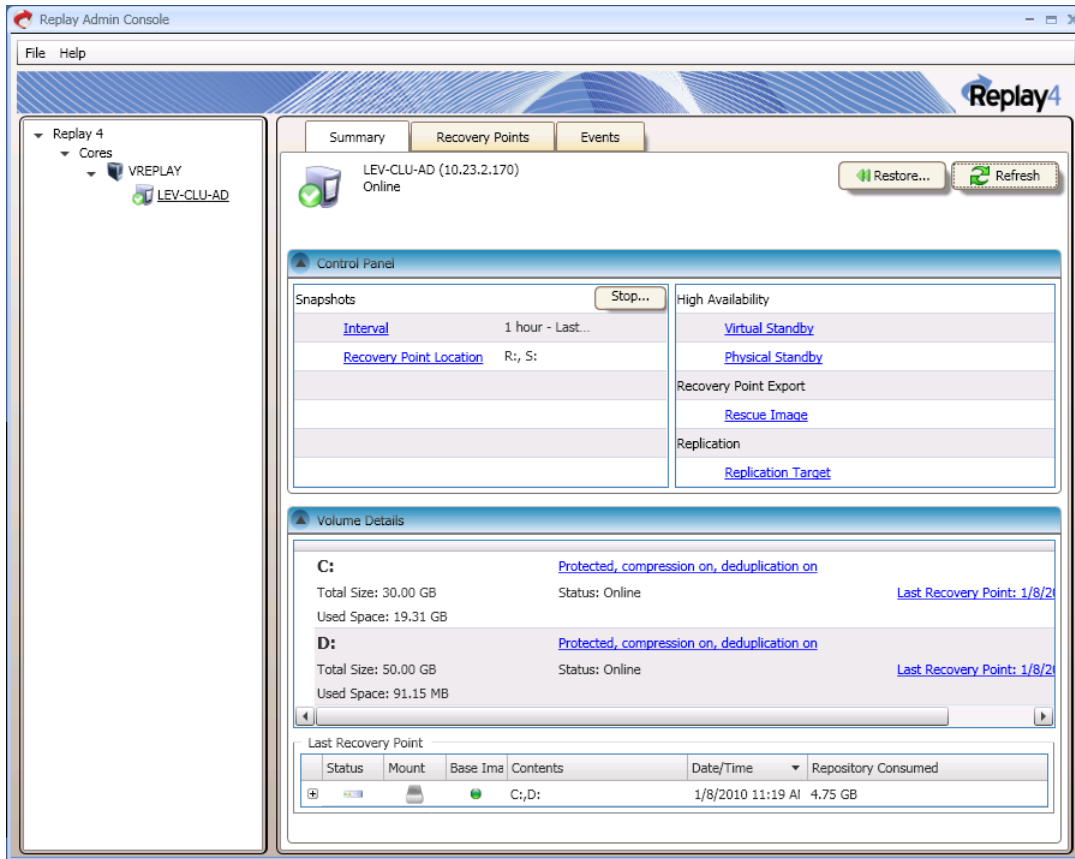 Replay Admin Console
File Help
Replay4
Replay 4
Cores
VREPLAY
LEV-CLU-AD
Summary Recovery Points Events
LEV-CLU-AD (10.23.2.170)
Online
Restore... Refresh
Control Panel
Snapshots Stop...
Interval 1 hour - Last...
Recovery Point Location R:, S:
High Availability
Virtual Standby
Physical Standby
Recovery Point Export
Rescue Image
Replication
Replication Target
Volume Details
C: Protected, compression on, deduplication on
Total Size: 30.00 GB Status: Online Last Recovery Point: 1/8/20
Used Space: 19.31 GB
D: Protected, compression on, deduplication on
Total Size: 50.00 GB Status: Online Last Recovery Point: 1/8/20
Used Space: 91.15 MB
Last Recovery Point
Status Mount Base Ima Contents Date/Time Repository Consumed
C:,D: 1/8/2010 11:19 AM 4.75 GB